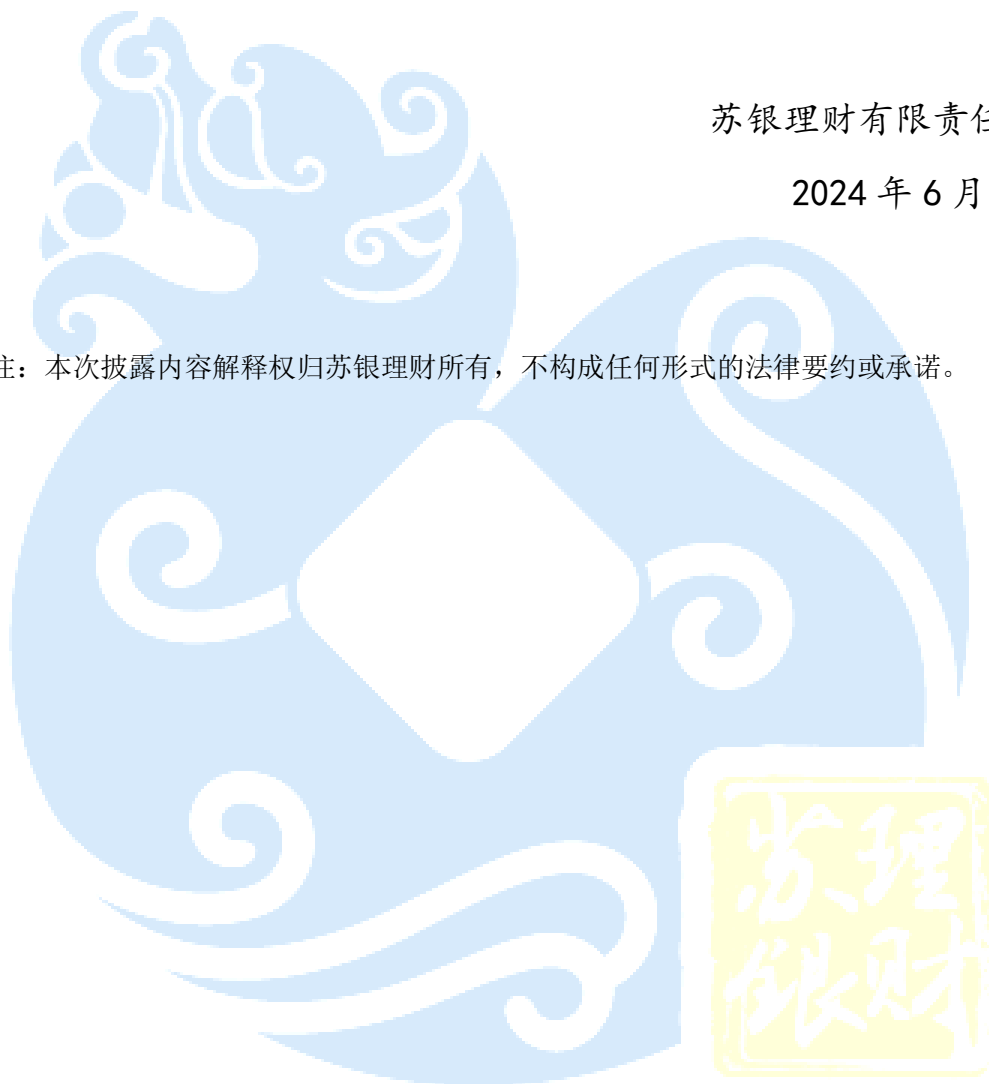 苏银理财有限责任
2024 年 6 月
注：本次披露内容解释权归苏银理财所有，不构成任何形式的法律要约或承诺。
苏理
银财